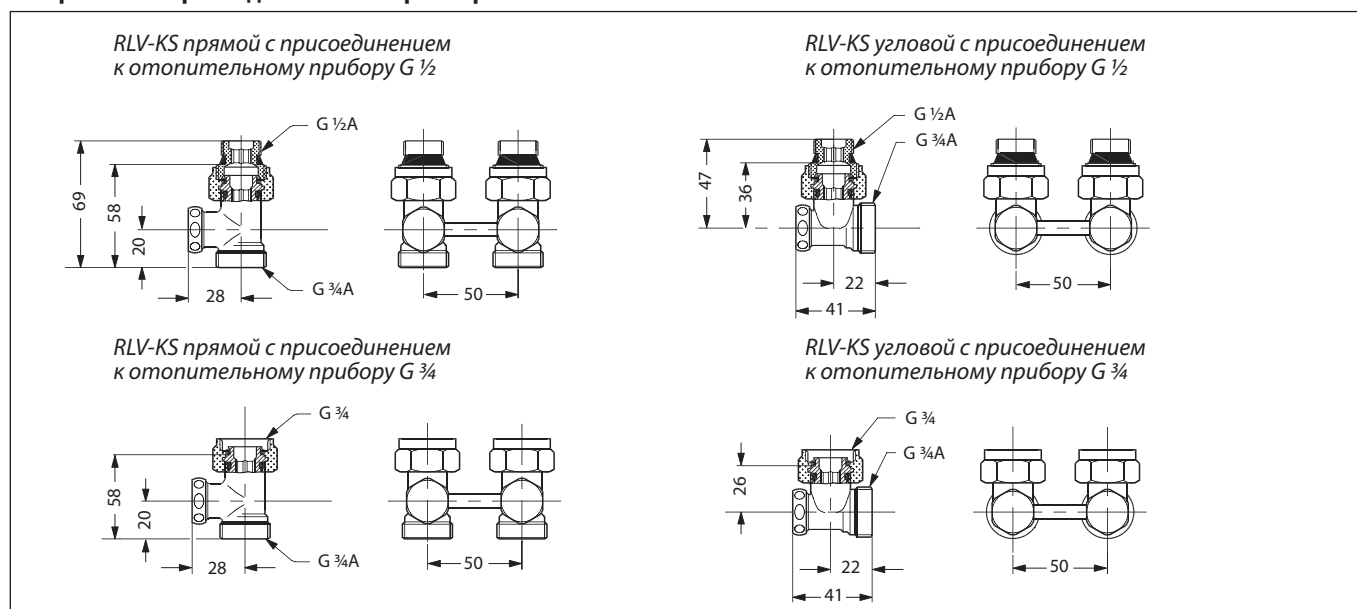 RLV-KS прямой с присоединением
к отопительному прибору G ½
G ½A
69
58
20
28
G ¾A
50
RLV-KS угловой с присоединением
к отопительному прибору G ½
G ½A
G ¾A
47
36
22
41
50
RLV-KS прямой с присоединением
к отопительному прибору G ¾
G ¾
58
20
28
G ¾A
50
RLV-KS угловой с присоединением
к отопительному прибору G ¾
G ¾
G ¾A
26
22
41
50